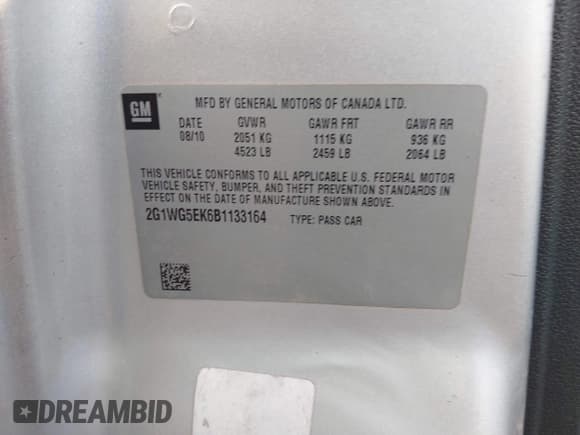 GM
MFD BY GENERAL MOTORS OF CANADA LTD.
DATE GVWR GAWR FRT GAWR RR
08/10 2051 KG 1115 KG 936 KG
4523 LB 2459 LB 2064 LB
THIS VEHICLE CONFORMS TO ALL APPLICABLE U.S. FEDERAL MOTOR
VEHICLE SAFETY, BUMPER, AND THEFT PREVENTION STANDARDS IN
EFFECT ON THE DATE OF MANUFACTURE SHOWN ABOVE.
2G1WG5EK6B1133164 TYPE: PASS CAR
DREAMBID